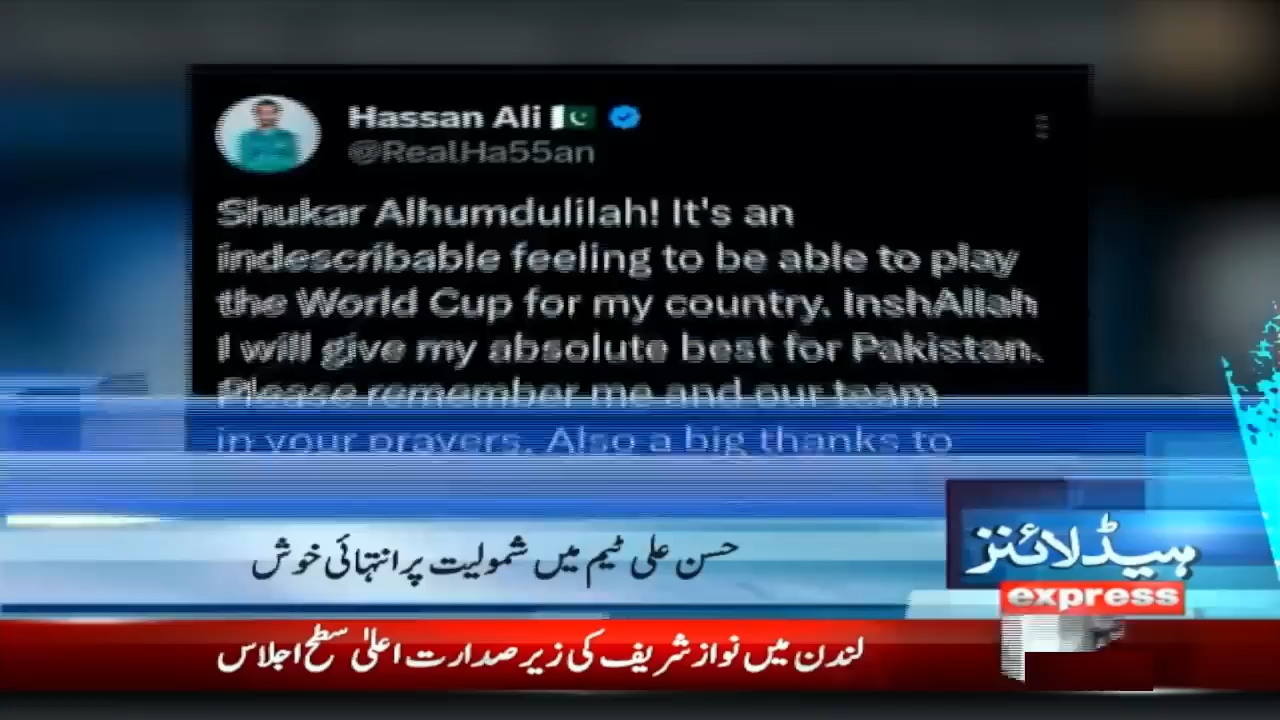 Hassan Ali
@RealHa55an
Shukar Alhumdulilah! It's an
indescribable feeling to be able to play
the World Cup for my country. InshAllah
I will give my absolute best for Pakistan.
Please remember me and our team
in your prayers. Also a big thanks to
حسن علی ٹیم میں شمولیت پر انتہائی خوش
ہیڈلائنز
express
لندن میں نواز شریف کی زیر صدارت اعلیٰ سطح اجلاس